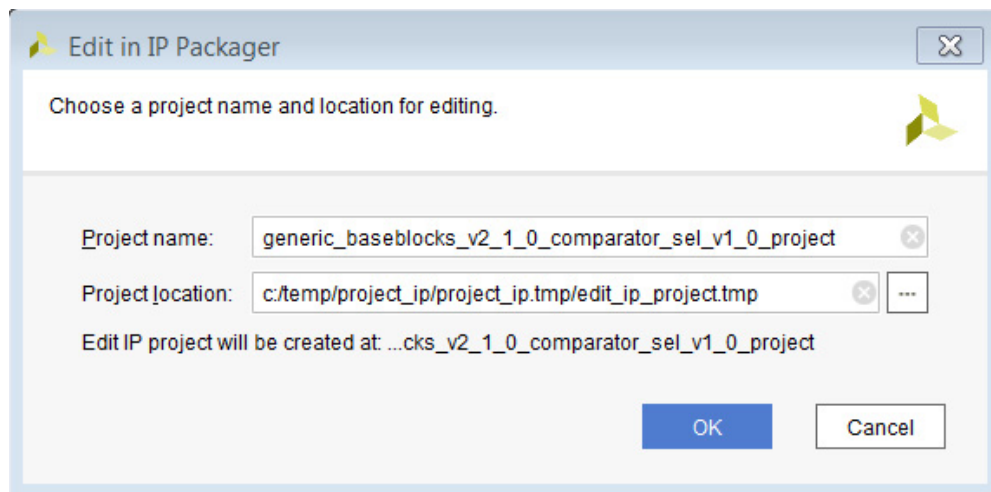 Edit in IP Packager
Choose a project name and location for editing.
Project name: generic_baseblocks_v2_1_0_comparator_sel_v1_0_project
Project location: c:/temp/project_ip/project_ip.tmp/edit_ip_project.tmp ...
Edit IP project will be created at: ...cks_v2_1_0_comparator_sel_v1_0_project
OK Cancel